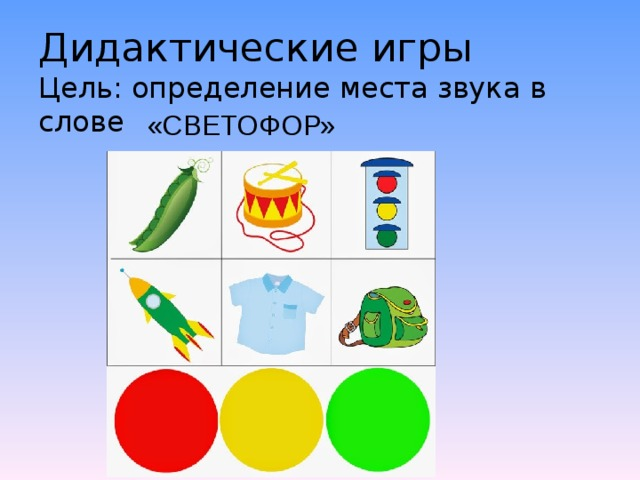 Дидактические игры
Цель: определение места звука в
слове «СВЕТОФОР»